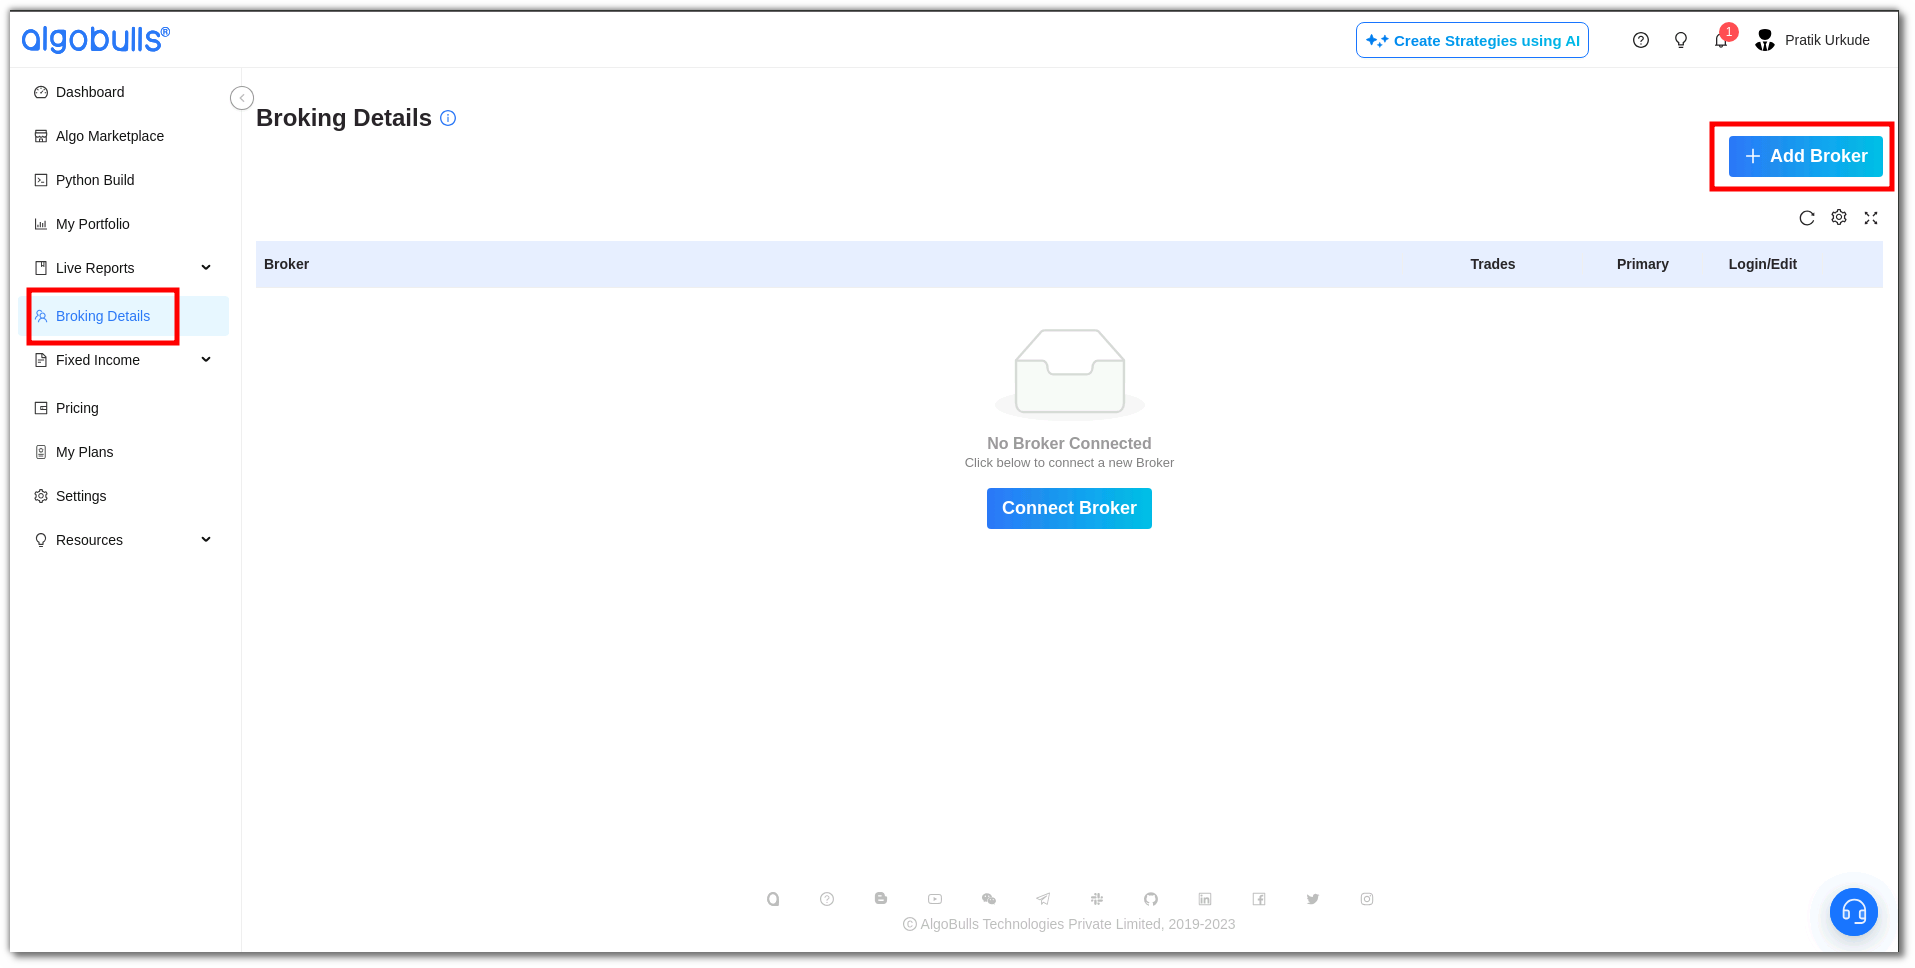 algobulls®
Create Strategies using AI
1
Pratik Urkude
Dashboard
Algo Marketplace
Python Build
My Portfolio
Live Reports
Broking Details
Fixed Income
Pricing
My Plans
Settings
Resources
Broking Details
Add Broker
Broker Trades Primary Login/Edit
No Broker Connected
Click below to connect a new Broker
Connect Broker
© AlgoBulls Technologies Private Limited, 2019-2023